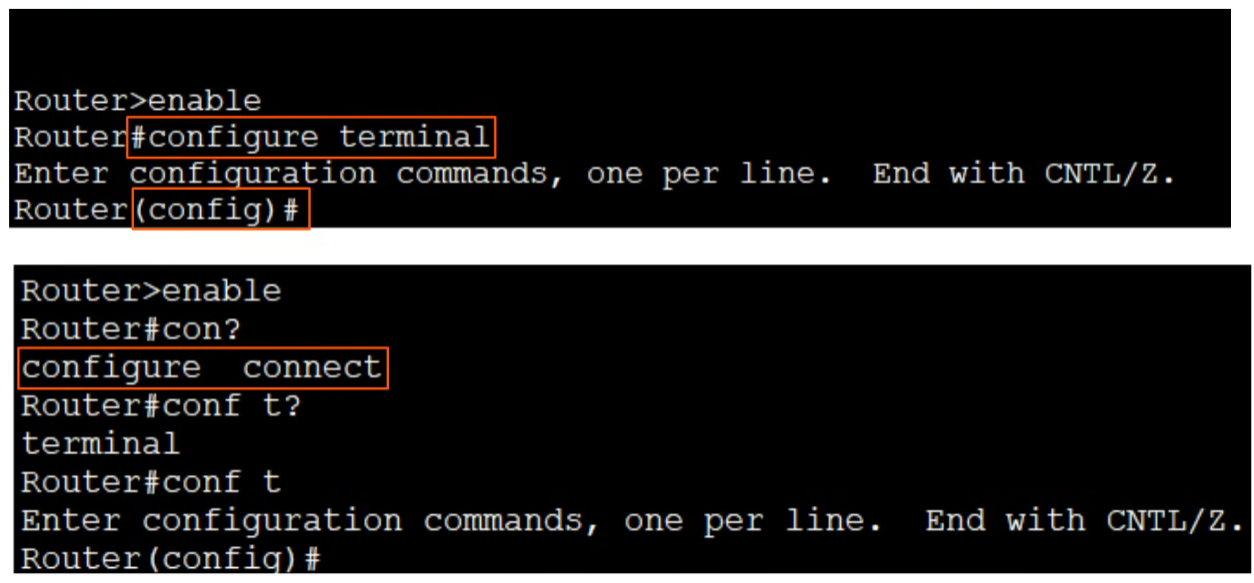 Router>enable
Router#configure terminal
Enter configuration commands, one per line.  End with CNTL/Z.
Router(config)#
Router>enable
Router#con?
configure  connect
Router#conf t?
terminal
Router#conf t
Enter configuration commands, one per line.  End with CNTL/Z.
Router(config)#